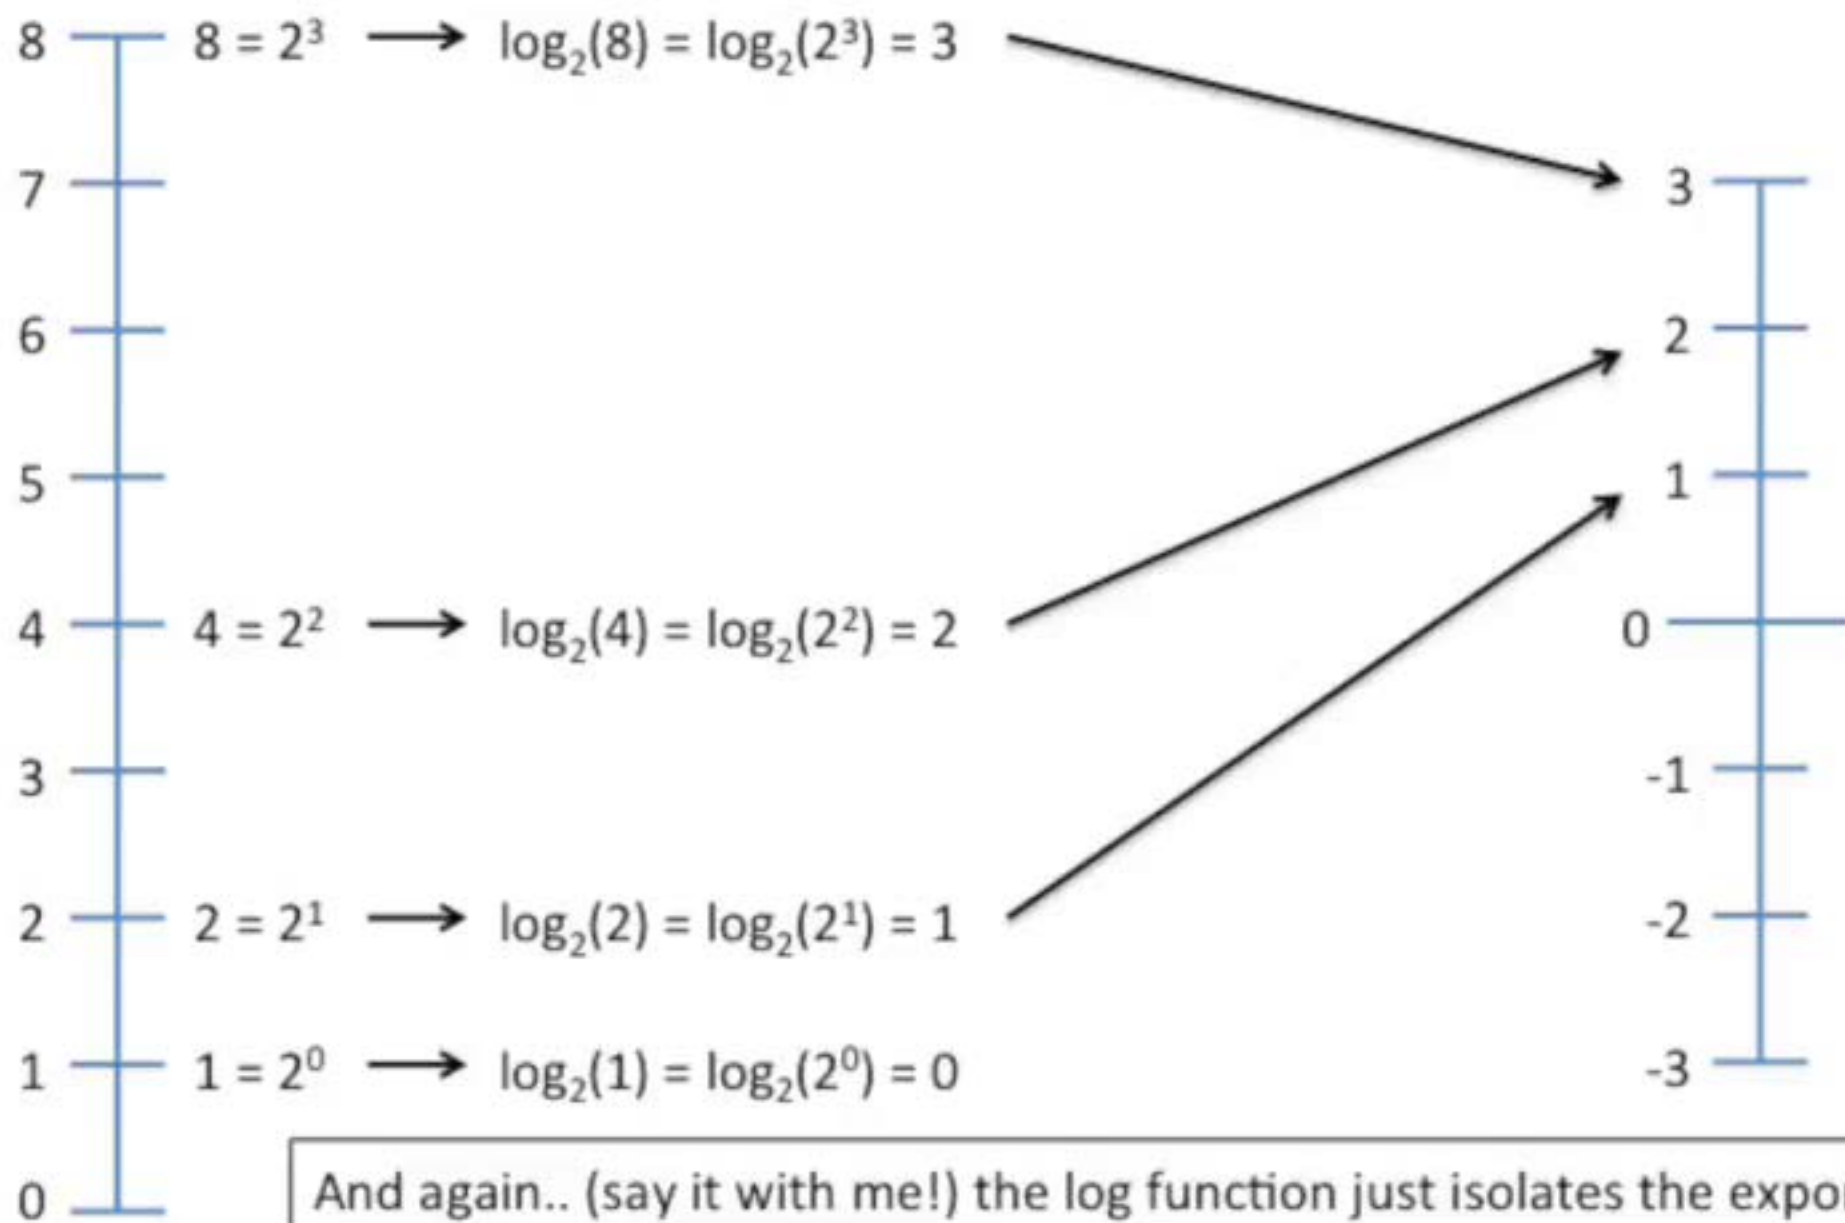 8 8 = 2³ → log₂(8) = log₂(2³) = 3
7 3
6 2
5 1
4 4 = 2² → log₂(4) = log₂(2²) = 2 0
3 -1
2 2 = 2¹ → log₂(2) = log₂(2¹) = 1 -2
1 1 = 2⁰ → log₂(1) = log₂(2⁰) = 0 -3
0
And again.. (say it with me!) the log function just isolates the